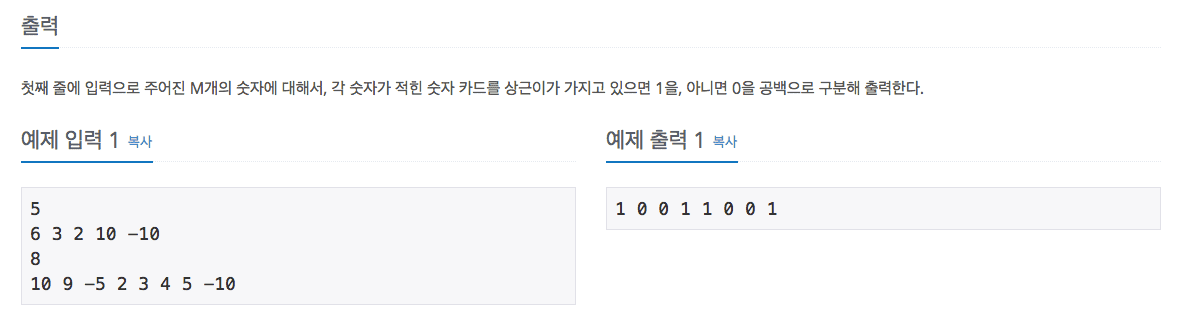 출력
첫째 줄에 입력으로 주어진 M개의 숫자에 대해서, 각 숫자가 적힌 숫자 카드를 상근이가 가지고 있으면 1을, 아니면 0을 공백으로 구분해 출력한다.
예제 입력 1 복사
5
6 3 2 10 -10
8
10 9 -5 2 3 4 5 -10
예제 출력 1 복사
1 0 0 1 1 0 0 1